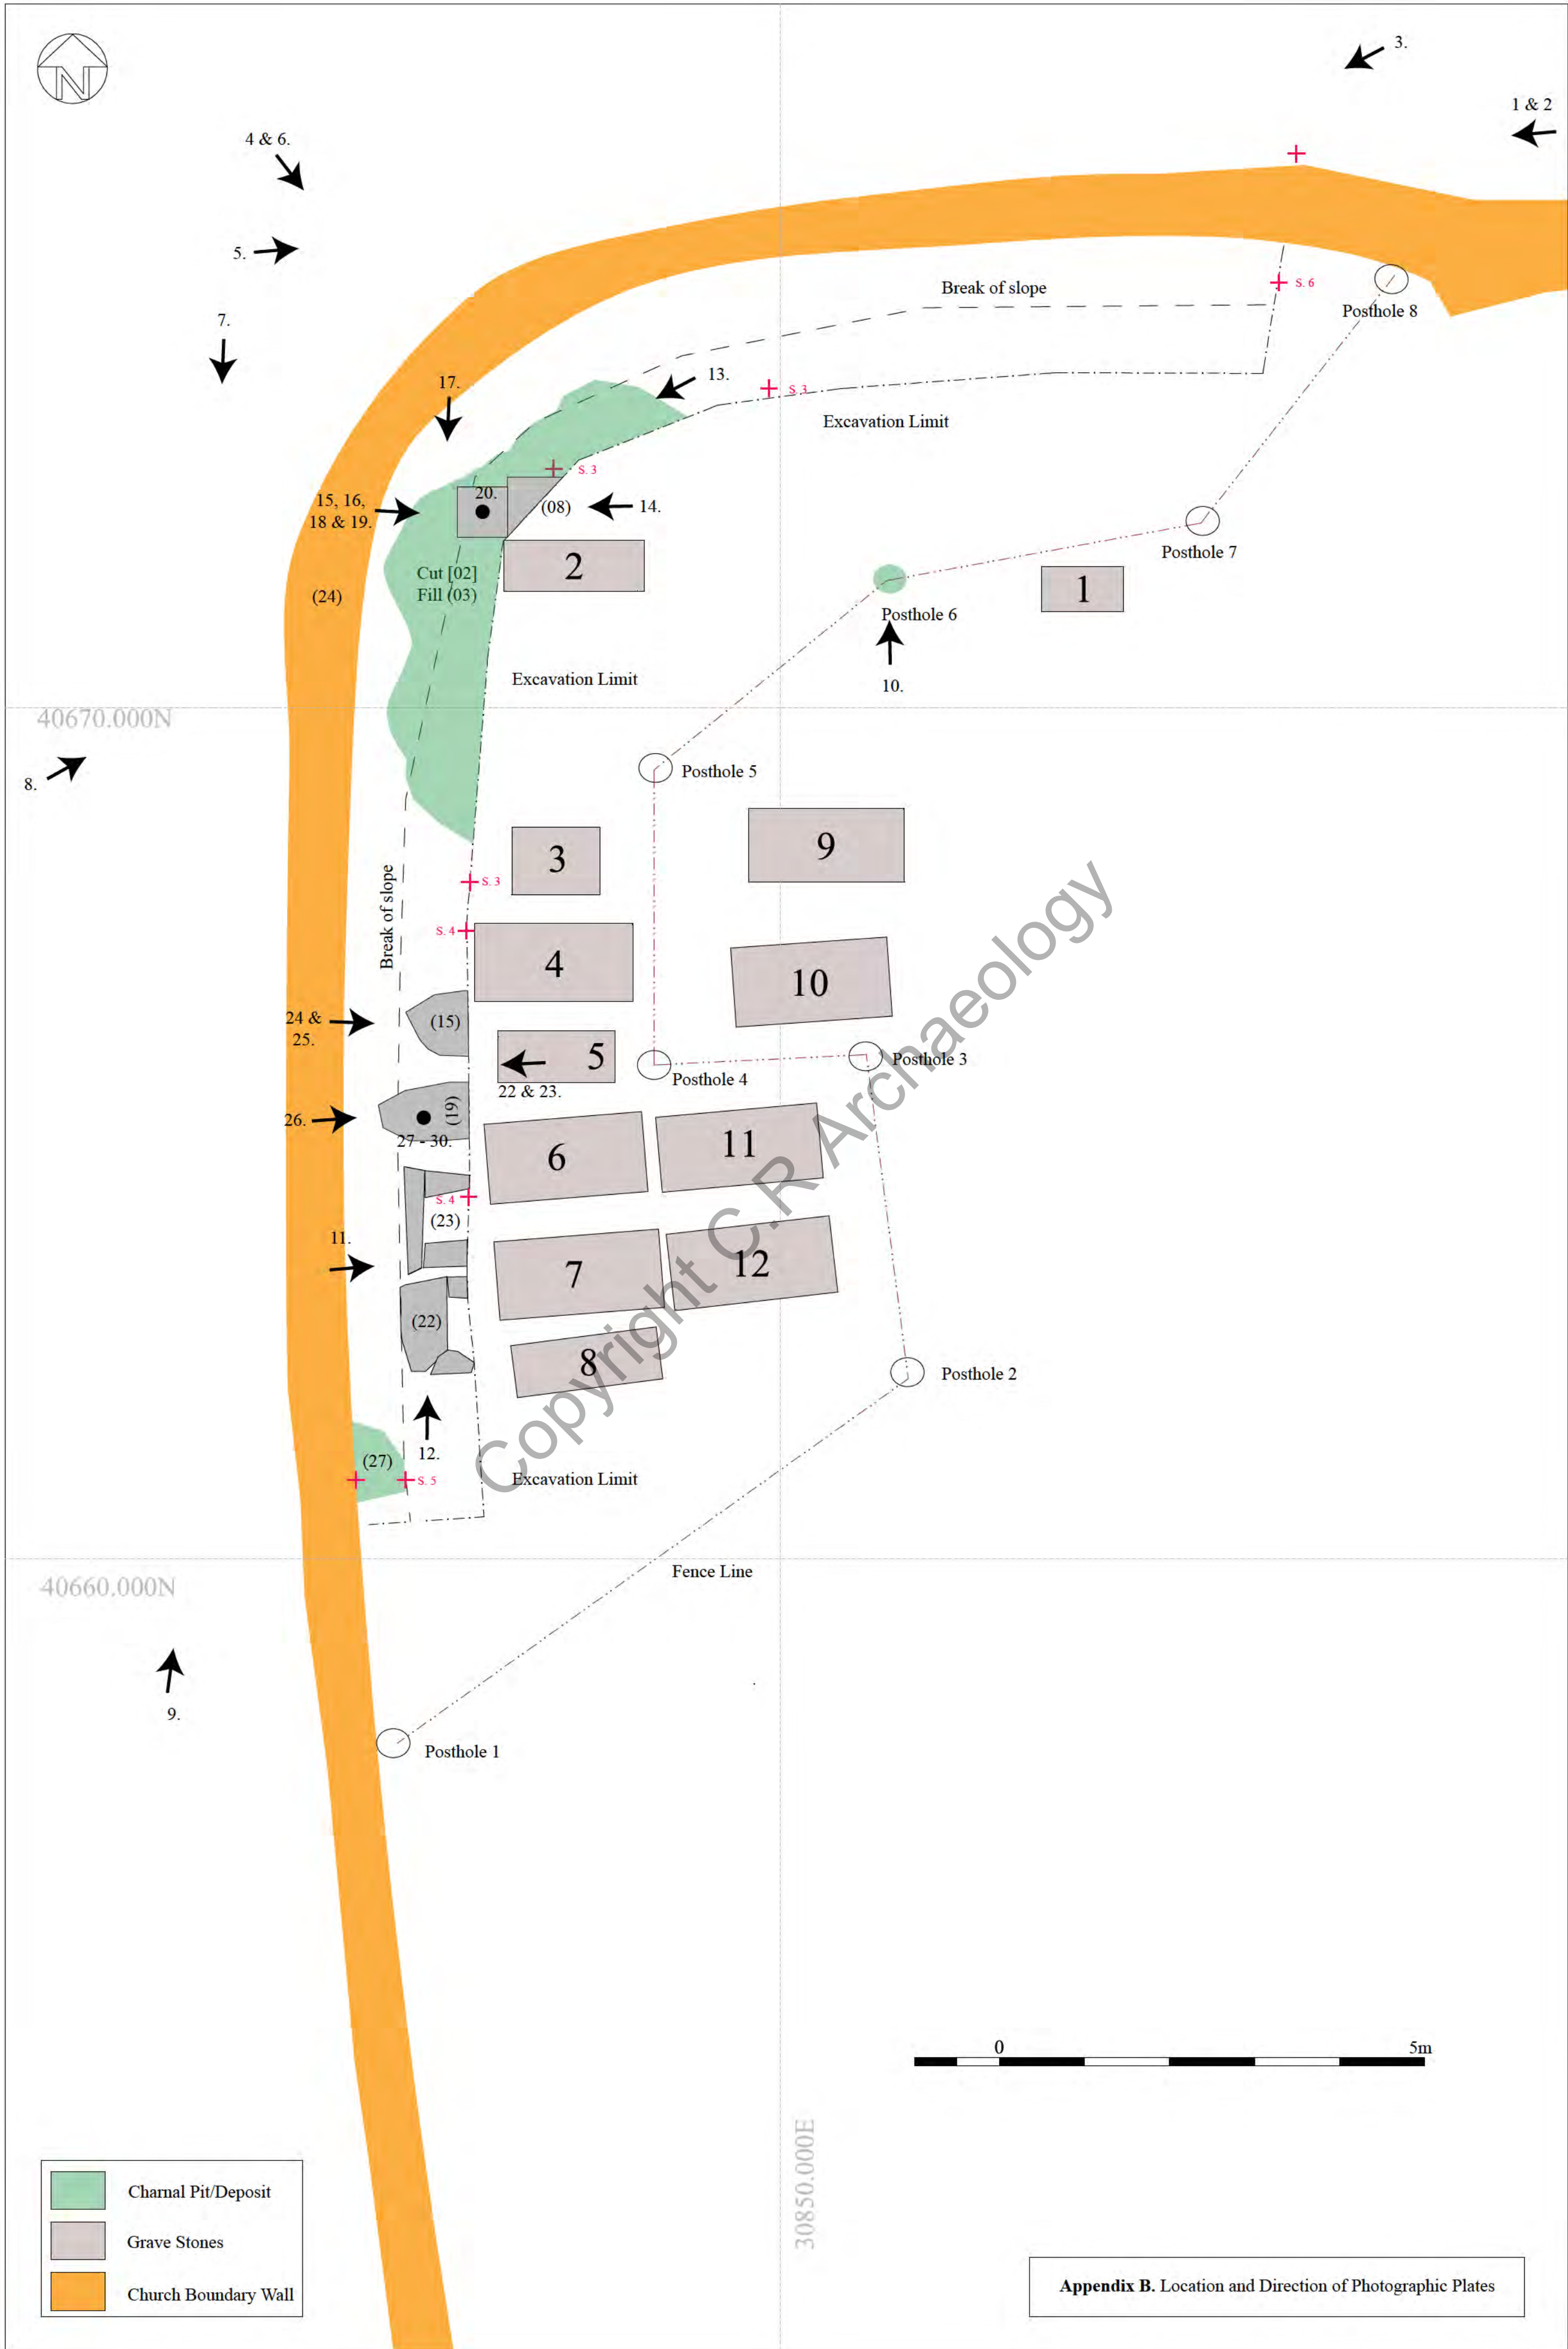 N
3.
1 & 2
4 & 6.
5.
Break of slope
S. 6
Posthole 8
7.
17.
13.
S. 3
Excavation Limit
S. 3
20.
15, 16,
18 & 19.
(08)
14.
2
Posthole 7
Cut [02]
Fill (03)
(24)
1
Posthole 6
Excavation Limit
10.
40670.000N
8.
Posthole 5
9
3
S. 3
Break of slope
S. 4
4
10
24 &
25.
(15)
5
Posthole 3
Posthole 4
22 & 23.
26.
(19)
27 - 30.
6
11
S. 4
(23)
11.
7
12
(22)
8
Posthole 2
12.
(27)
S. 5
Excavation Limit
Copyright C.R Archaeology
Fence Line
40660.000N
9.
Posthole 1
0
5m
30850.000E
Charnal Pit/Deposit
Grave Stones
Church Boundary Wall
Appendix B. Location and Direction of Photographic Plates